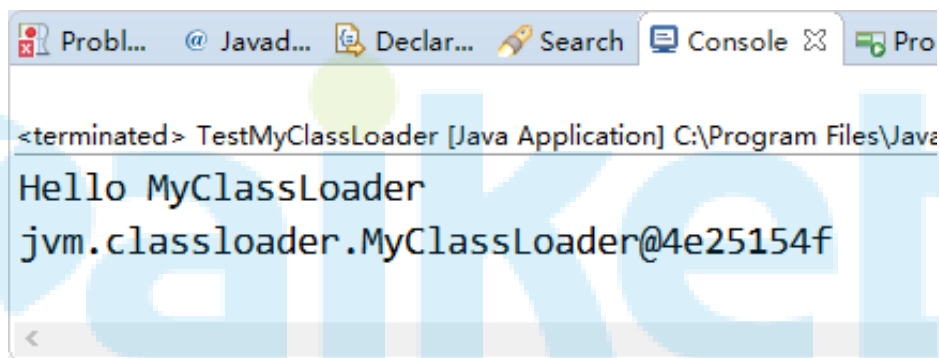 Probl... @ Javad... Declar... Search Console Pro
<terminated> TestMyClassLoader [Java Application] C:\Program Files\Java
Hello MyClassLoader
jvm.classloader.MyClassLoader@4e25154f